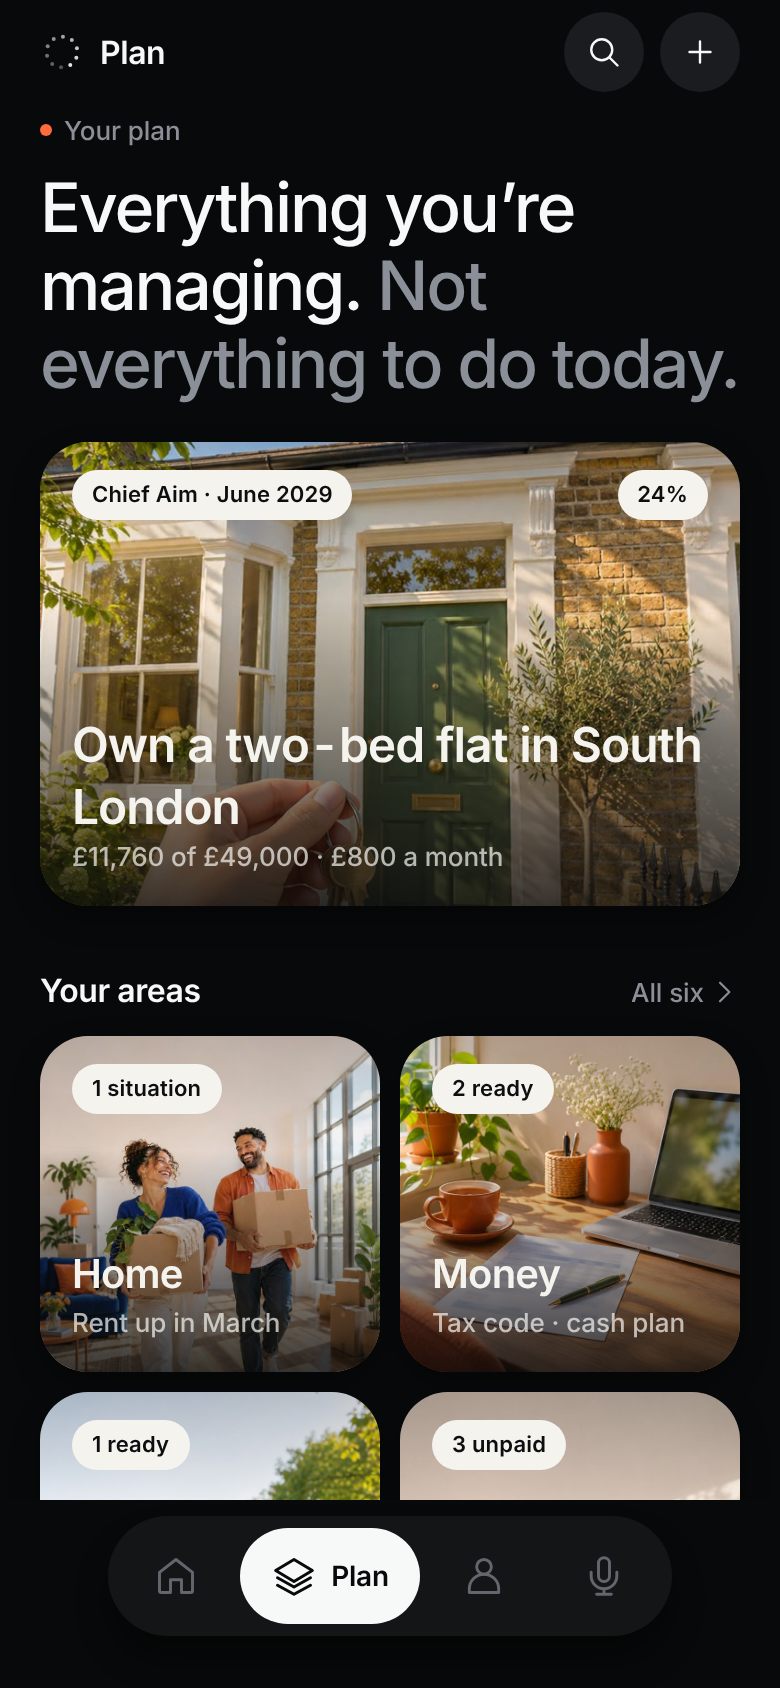 Plan
Your plan
Everything you’re
managing. Not
everything to do today.
Chief Aim · June 2029
24%
Own a two-bed flat in South
London
£11,760 of £49,000 · £800 a month
Your areas
All six
1 situation
2 ready
Home
Money
Rent up in March
Tax code · cash plan
1 ready
3 unpaid
Plan